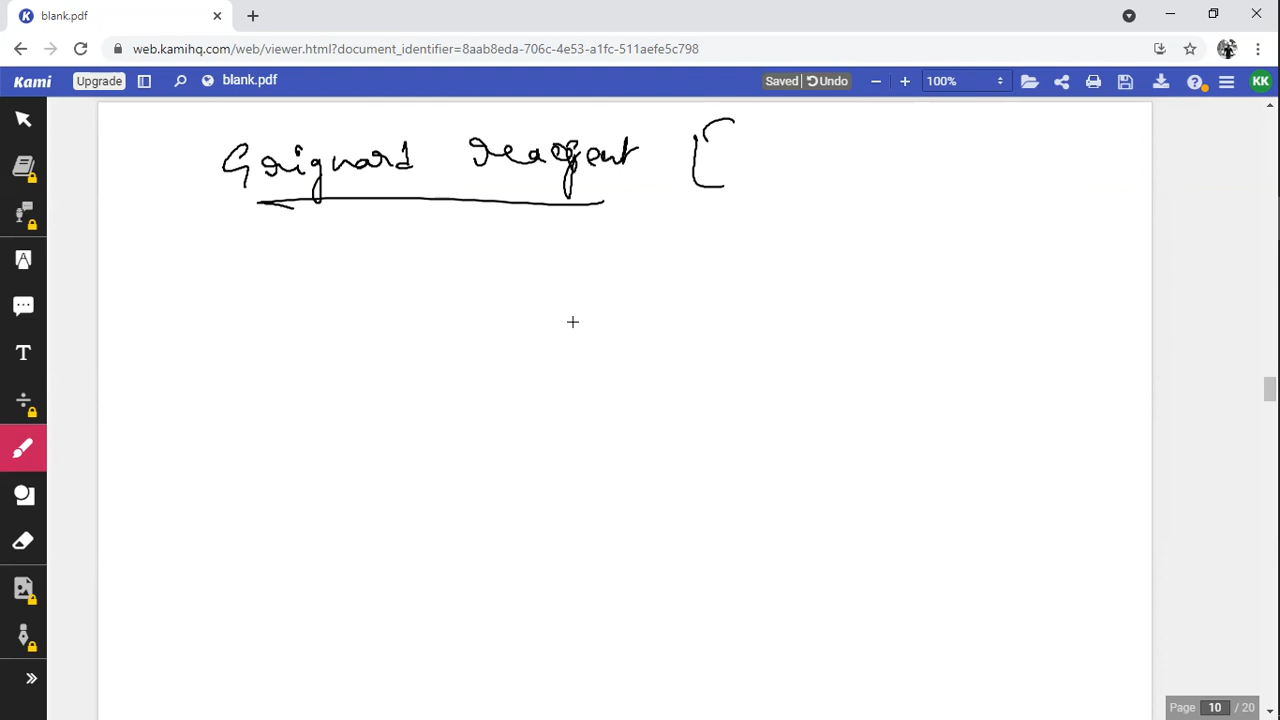 blank.pdf
web.kamihq.com/web/viewer.html?document_identifier=8aab8eda-706c-4e53-a1fc-511aefe5c798
Kami Upgrade blank.pdf Saved Undo 100% KK
Grignard reagent [
Page 10 / 20